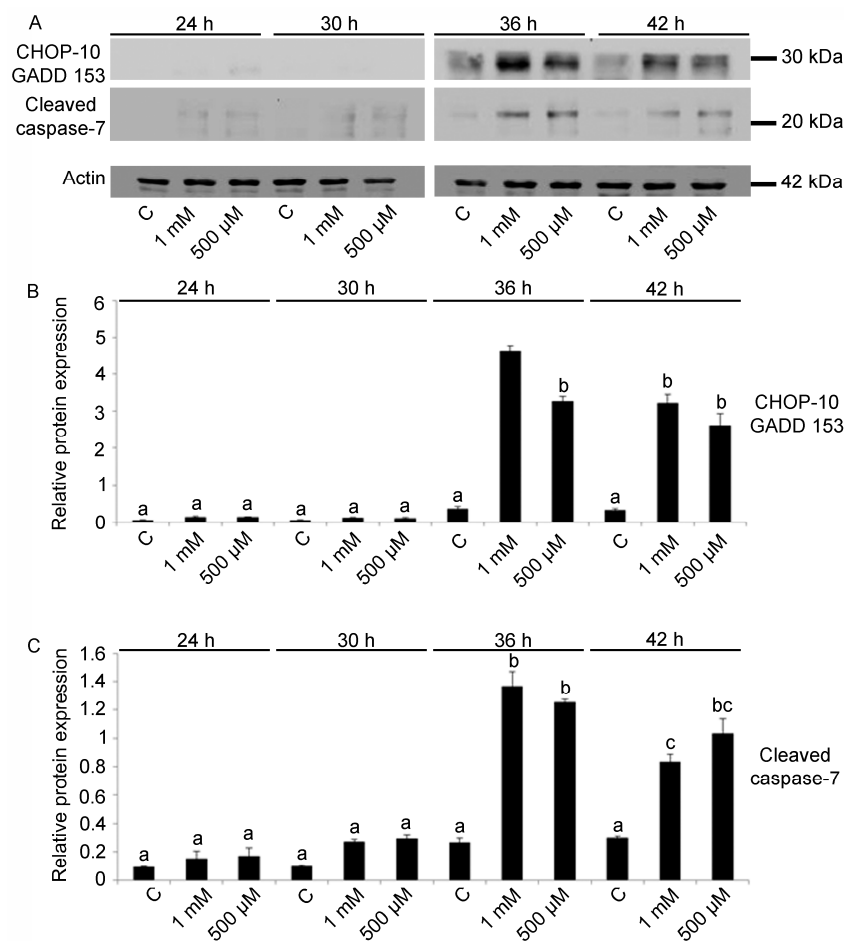 A
24 h 30 h 36 h 42 h
CHOP-10
GADD 153
30 kDa
Cleaved
caspase-7
20 kDa
Actin
42 kDa
C 1 mM 500 µM C 1 mM 500 µM C 1 mM 500 µM C 1 mM 500 µM
B
24 h 30 h 36 h 42 h
Relative protein expression
6
5
4
3
2
1
0
a a a a a a a b a b b
CHOP-10
GADD 153
C 1 mM 500 µM C 1 mM 500 µM C 1 mM 500 µM C 1 mM 500 µM
C
24 h 30 h 36 h 42 h
Relative protein expression
1.6
1.4
1.2
1
0.8
0.6
0.4
0.2
0
a a a a a a a b b a c bc
Cleaved
caspase-7
C 1 mM 500 µM C 1 mM 500 µM C 1 mM 500 µM C 1 mM 500 µM